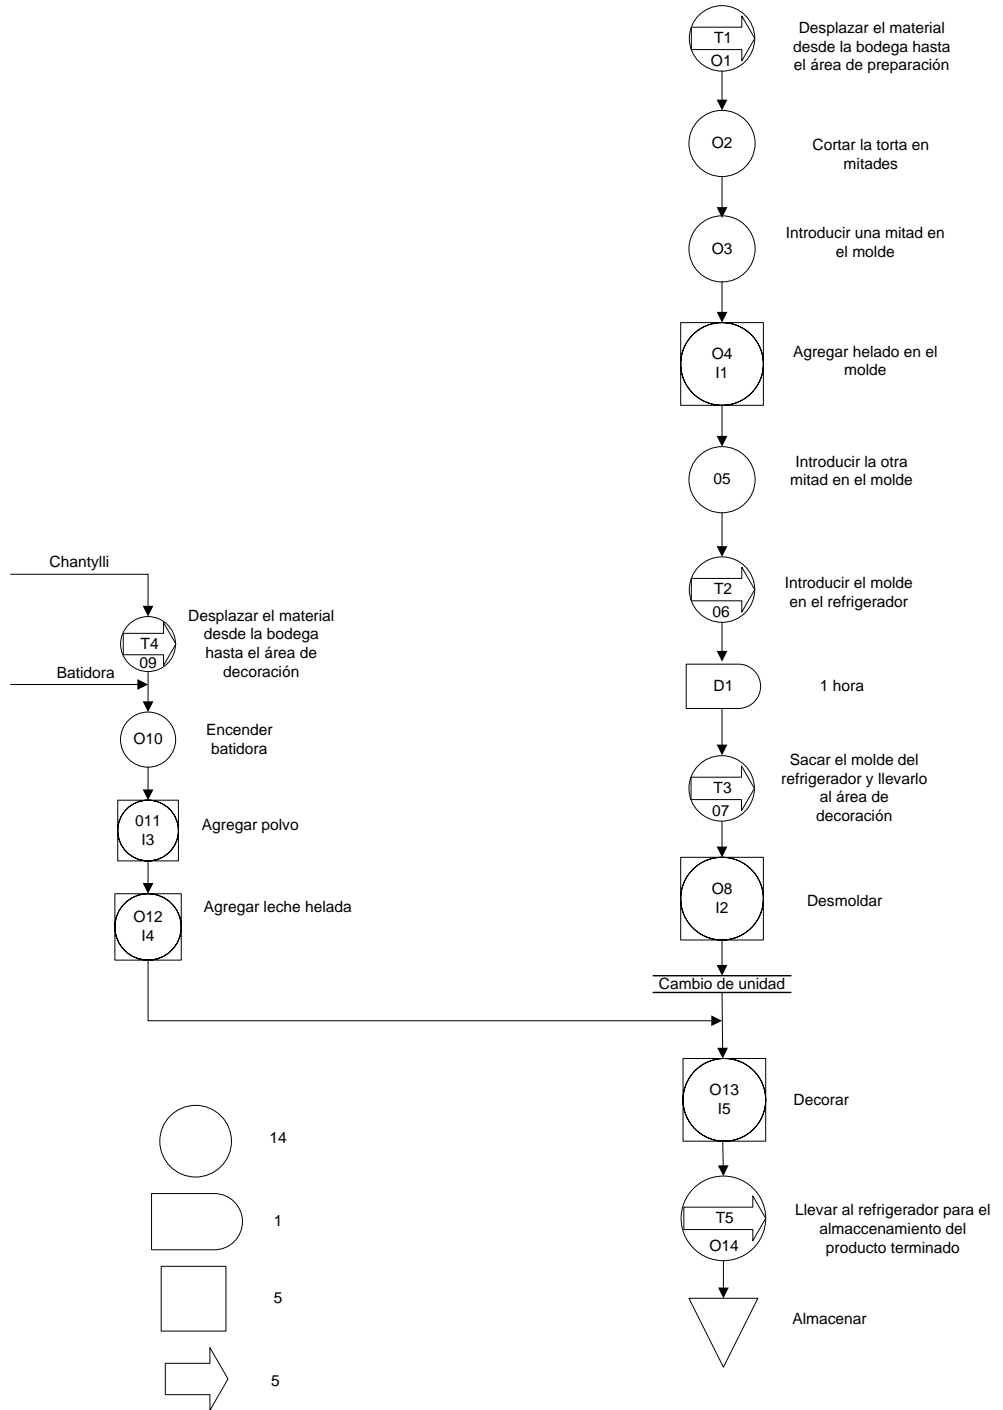 T1
O1
Desplazar el material
desde la bodega hasta
el área de preparación
O2
Cortar la torta en
mitades
O3
Introducir una mitad en
el molde
O4
I1
Agregar helado en el
molde
05
Introducir la otra
mitad en el molde
T2
06
Introducir el molde
en el refrigerador
D1
1 hora
T3
07
Sacar el molde del
refrigerador y llevarlo
al área de
decoración
O8
I2
Desmoldar
Cambio de unidad
Chantylli
T4
09
Desplazar el material
desde la bodega
hasta el área de
decoración
Batidora
O10
Encender
batidora
011
I3
Agregar polvo
O12
I4
Agregar leche helada
O13
I5
Decorar
T5
O14
Llevar al refrigerador para el
almaccenamiento del
producto terminado
Almacenar
14
1
5
5